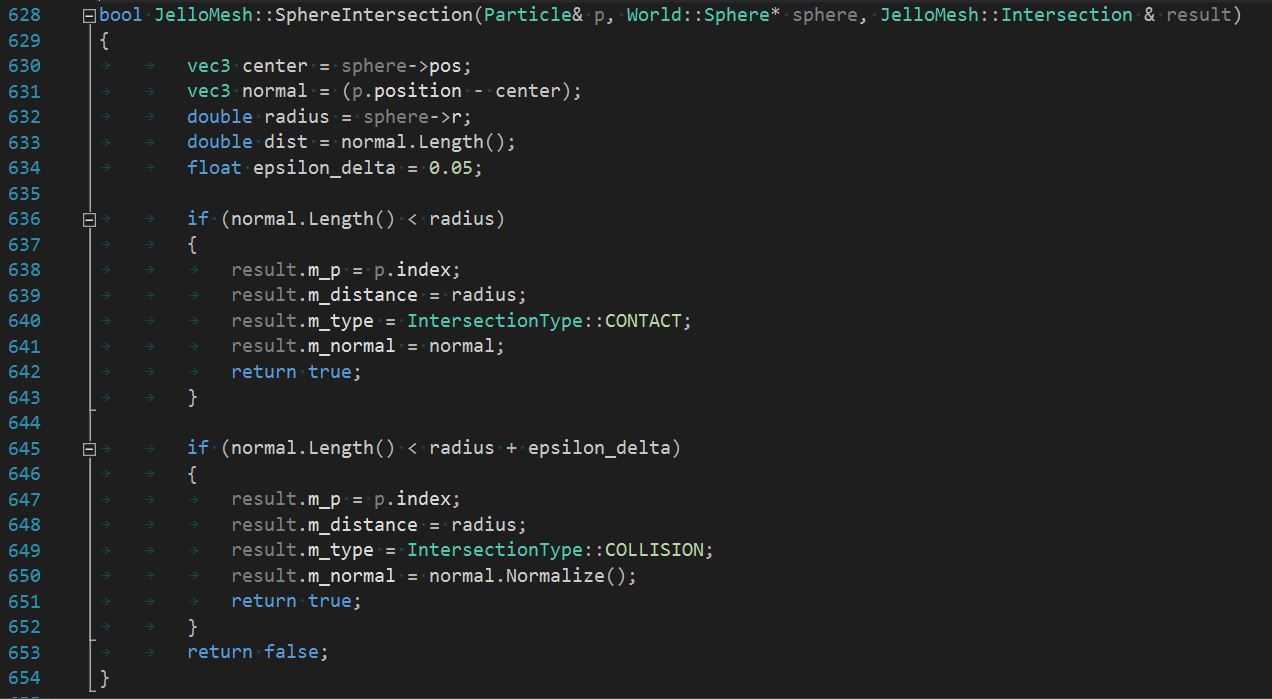 628 bool JelloMesh::SphereIntersection(Particle& p, World::Sphere* sphere, JelloMesh::Intersection & result)
629 {
630 vec3 center = sphere->pos;
631 vec3 normal = (p.position - center);
632 double radius = sphere->r;
633 double dist = normal.Length();
634 float epsilon_delta = 0.05;
635
636 if (normal.Length() < radius)
637 {
638 result.m_p = p.index;
639 result.m_distance = radius;
640 result.m_type = IntersectionType::CONTACT;
641 result.m_normal = normal;
642 return true;
643 }
644
645 if (normal.Length() < radius + epsilon_delta)
646 {
647 result.m_p = p.index;
648 result.m_distance = radius;
649 result.m_type = IntersectionType::COLLISION;
650 result.m_normal = normal.Normalize();
651 return true;
652 }
653 return false;
654 }